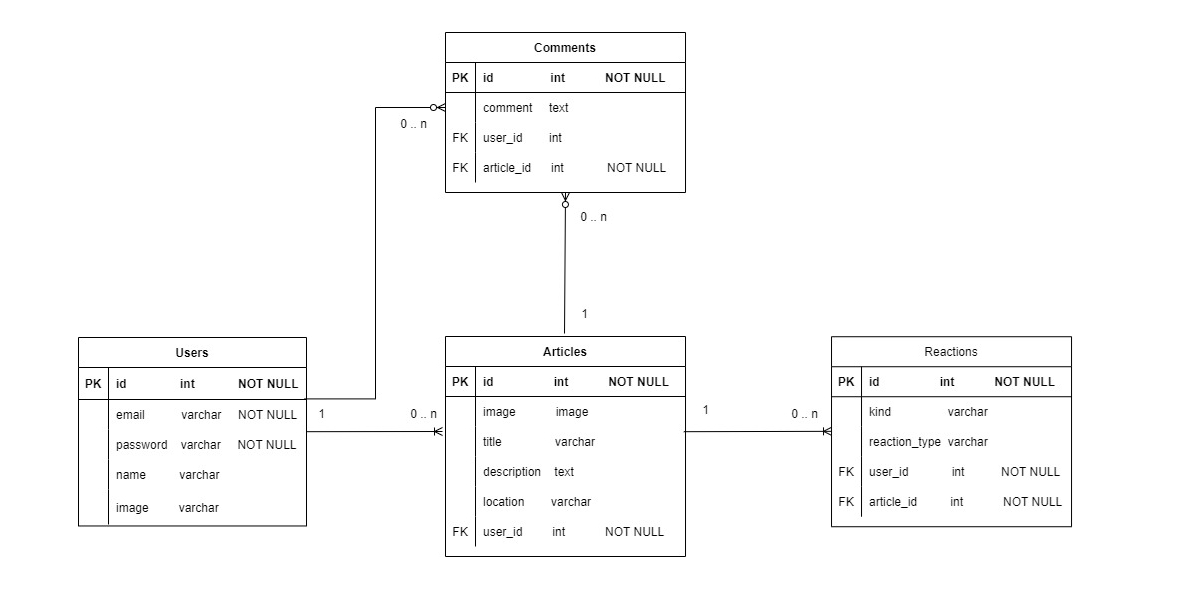 Comments
PK id int NOT NULL
comment text
FK user_id int
FK article_id int NOT NULL
0 .. n
0 .. n
1
Users
PK id int NOT NULL
email varchar NOT NULL
password varchar NOT NULL
name varchar
image varchar
1
0 .. n
Articles
PK id int NOT NULL
image image
title varchar
description text
location varchar
FK user_id int NOT NULL
1
0 .. n
Reactions
PK id int NOT NULL
kind varchar
reaction_type varchar
FK user_id int NOT NULL
FK article_id int NOT NULL